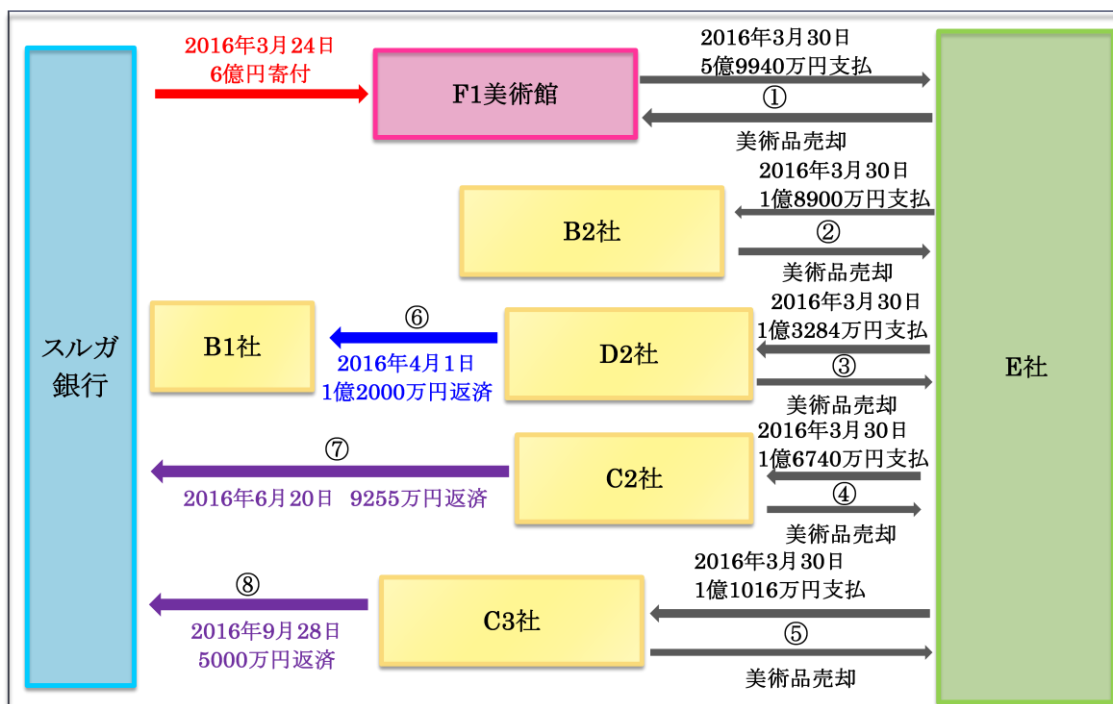 スルガ
銀行
2016年3月24日
6億円寄付
F1美術館
2016年3月30日
5億9940万円支払
①
美術品売却
E社
2016年3月30日
1億8900万円支払
B2社
②
美術品売却
2016年3月30日
1億3284万円支払
B1社
⑥
2016年4月1日
1億2000万円返済
D2社
③
美術品売却
2016年3月30日
1億6740万円支払
⑦
2016年6月20日 9255万円返済
C2社
④
美術品売却
2016年3月30日
1億1016万円支払
⑧
2016年9月28日
5000万円返済
C3社
⑤
美術品売却